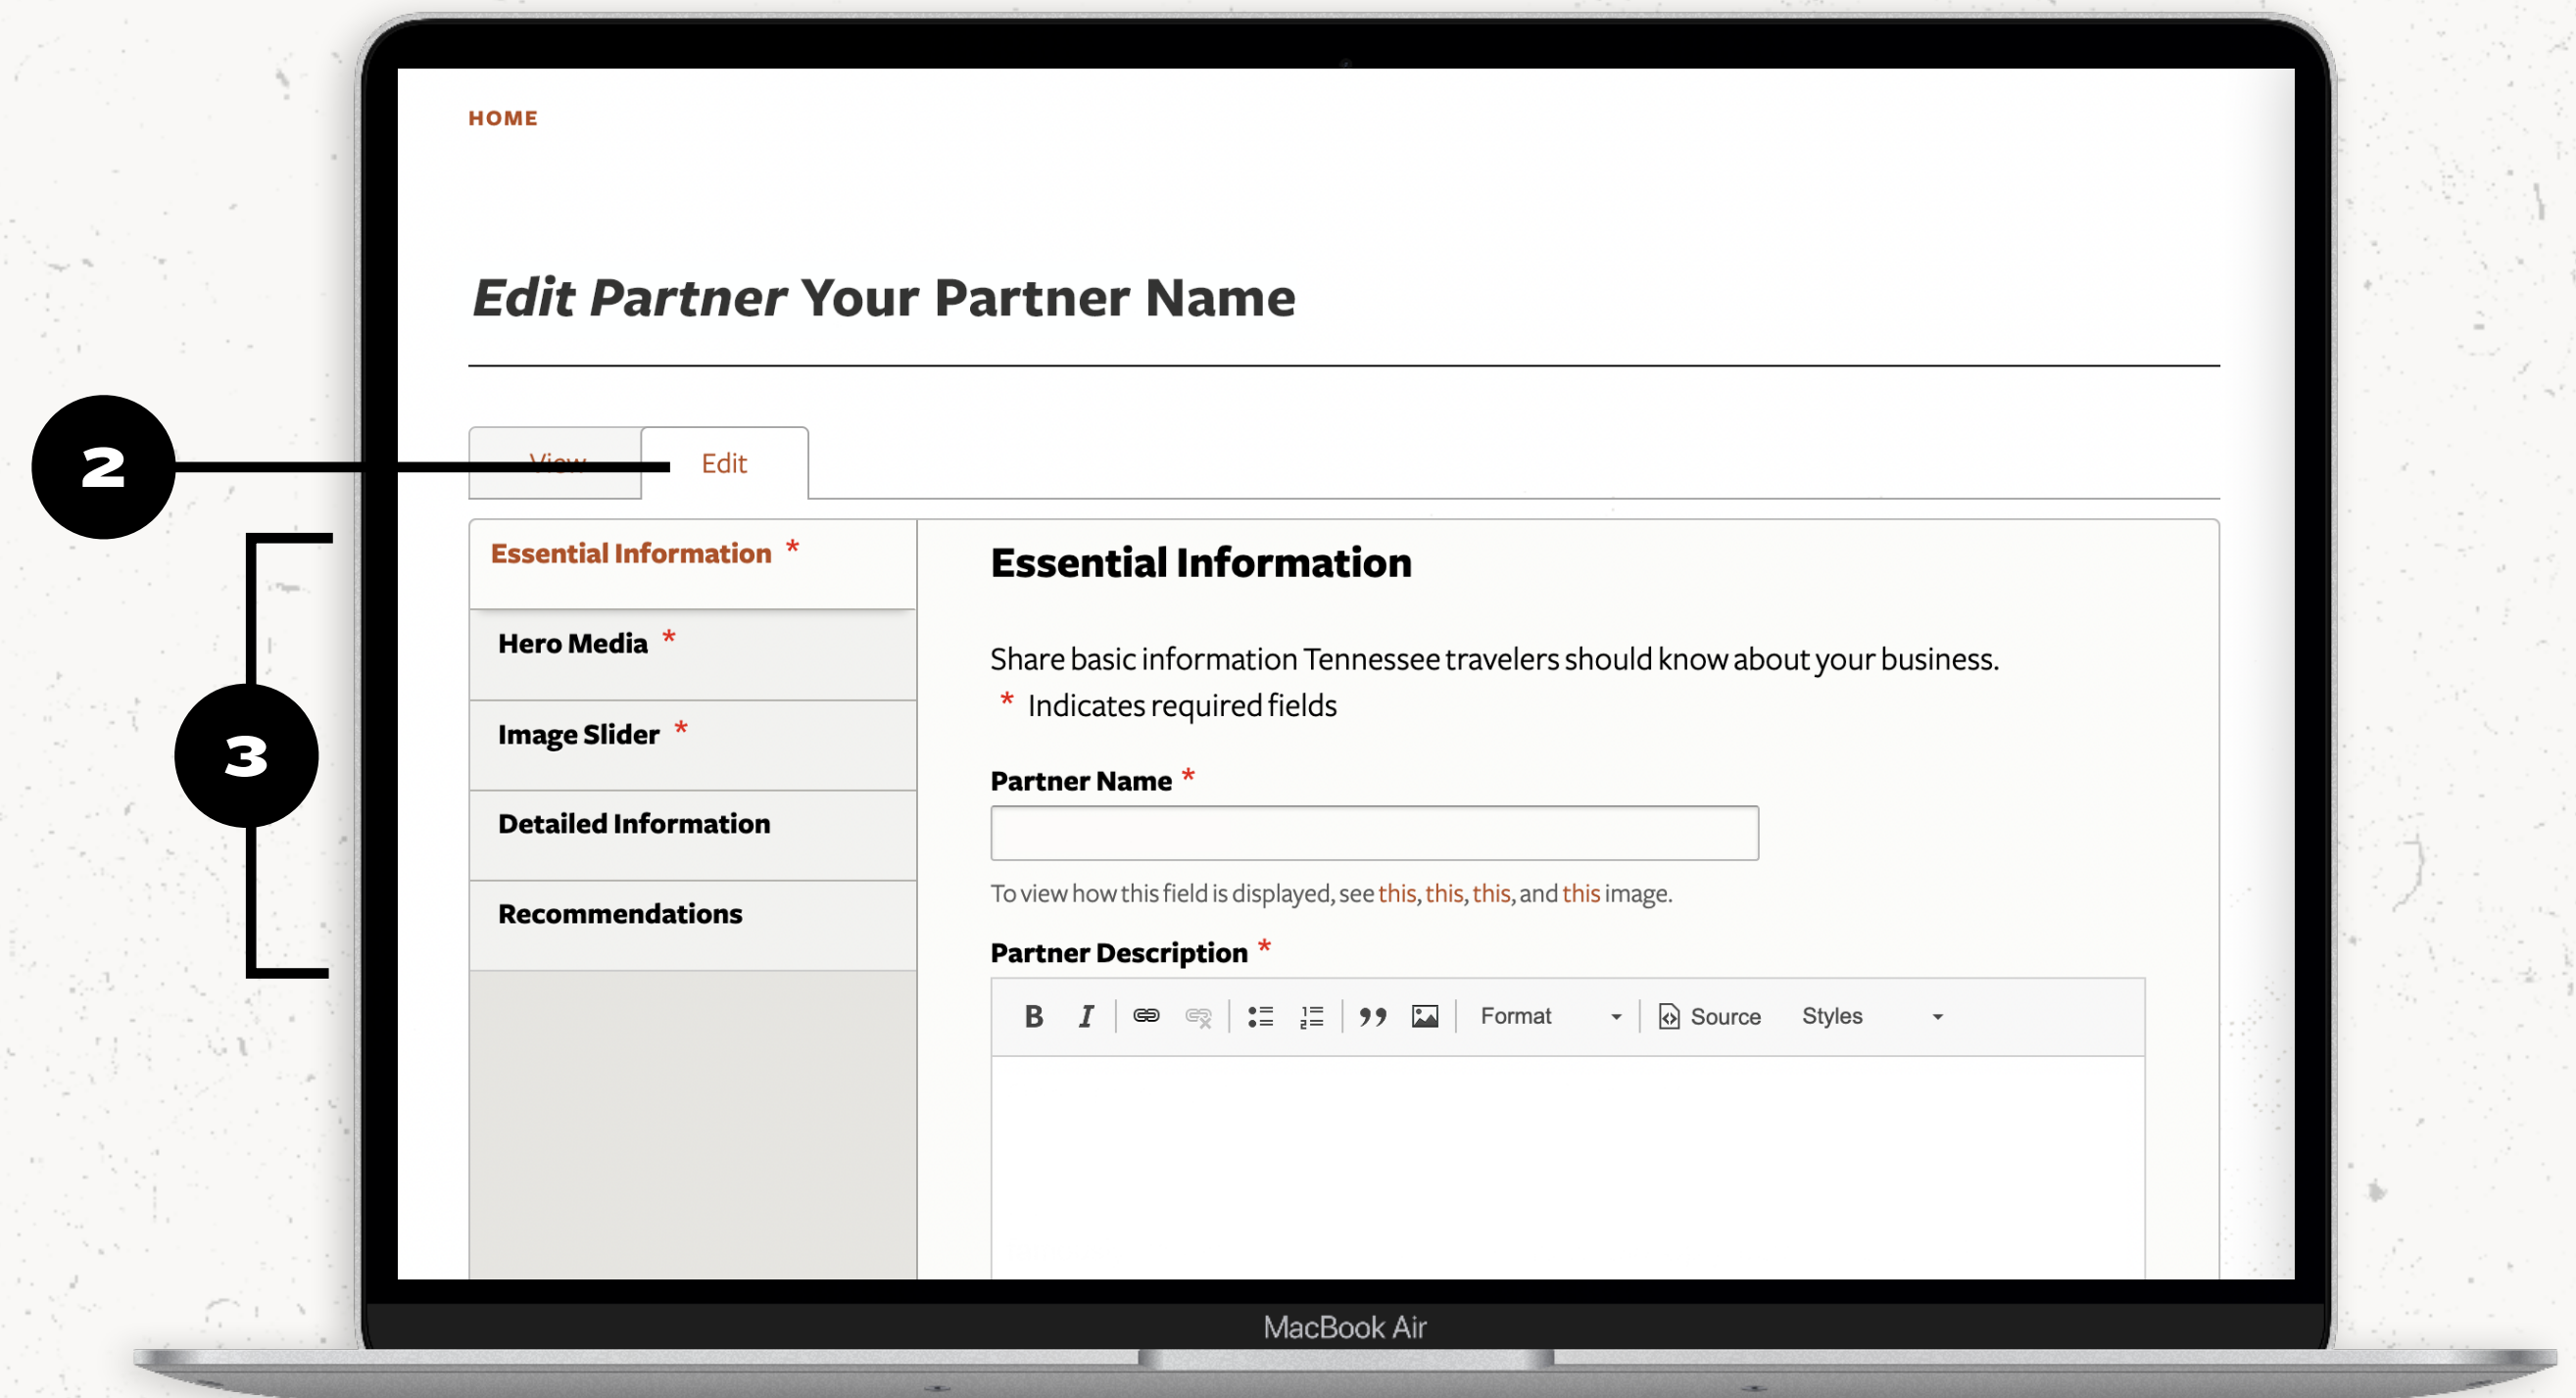 HOME
Edit Partner Your Partner Name
2
View
Edit
Essential Information *
Hero Media *
Image Slider *
Detailed Information
Recommendations
3
Essential Information
Share basic information Tennessee travelers should know about your business.
* Indicates required fields
Partner Name *
To view how this field is displayed, see this, this, this, and this image.
Partner Description *
B I Format Source Styles
MacBook Air